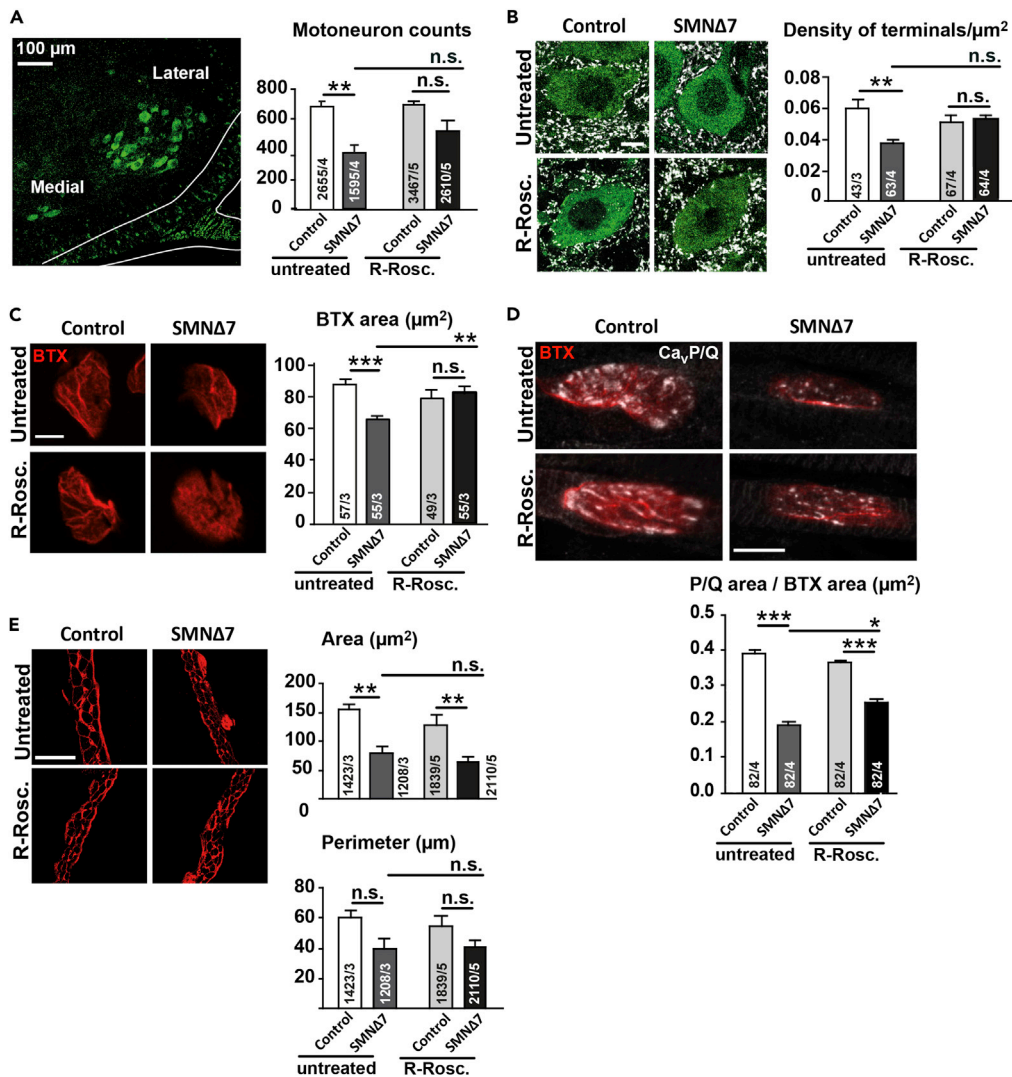 A
100 µm
Lateral
Medial
Motoneuron counts
n.s.
** n.s.
800
600
400
200
0
2655/4 1595/4 3467/5 2610/5
Control SMNΔ7 Control SMNΔ7
untreated R-Rosc.
B
Control SMNΔ7
Untreated
R-Rosc.
Density of terminals/µm²
n.s.
** n.s.
0.08
0.06
0.04
0.02
0
43/3 63/4 67/4 64/4
Control SMNΔ7 Control SMNΔ7
untreated R-Rosc.
C
Control SMNΔ7
BTX
Untreated
R-Rosc.
BTX area (µm²)
**
*** n.s.
100
80
60
40
20
0
57/3 55/3 49/3 55/3
Control SMNΔ7 Control SMNΔ7
untreated R-Rosc.
D
Control SMNΔ7
BTX CaᵥP/Q
Untreated
R-Rosc.
P/Q area / BTX area (µm²)
*** *
***
0.5
0.4
0.3
0.2
0.1
0.0
82/4 82/4 82/4 82/4
Control SMNΔ7 Control SMNΔ7
untreated R-Rosc.
E
Control SMNΔ7
Untreated
R-Rosc.
Area (µm²)
n.s.
** **
200
150
100
50
0
1423/3 1208/3 1839/5 2110/5
Perimeter (µm)
n.s.
n.s. n.s.
80
60
40
20
1423/3 1208/3 1839/5 2110/5
Control SMNΔ7 Control SMNΔ7
untreated R-Rosc.